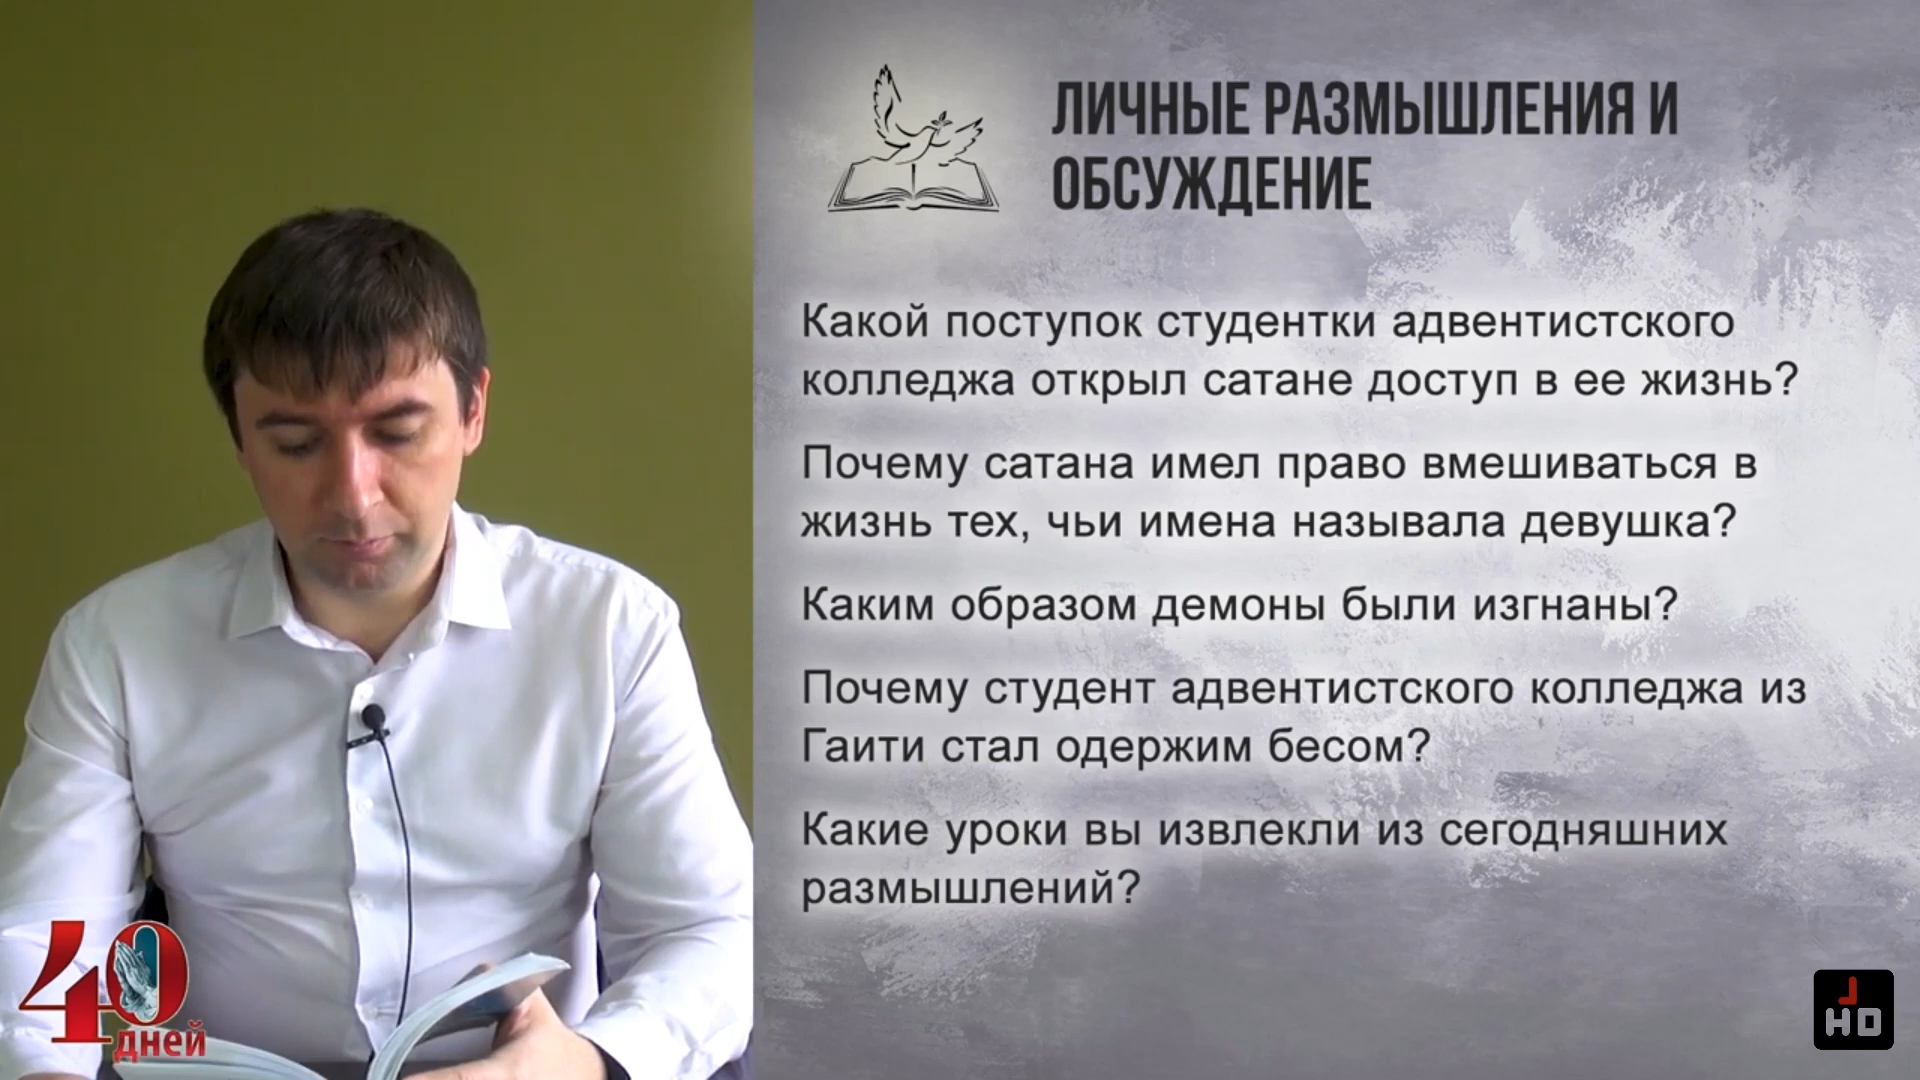 ЛИЧНЫЕ РАЗМЫШЛЕНИЯ И
ОБСУЖДЕНИЕ
Какой поступок студентки адвентистского
колледжа открыл сатане доступ в ее жизнь?
Почему сатана имел право вмешиваться в
жизнь тех, чьи имена называла девушка?
Каким образом демоны были изгнаны?
Почему студент адвентистского колледжа из
Гаити стал одержим бесом?
Какие уроки вы извлекли из сегодняшних
размышлений?
40
дней
J
HD